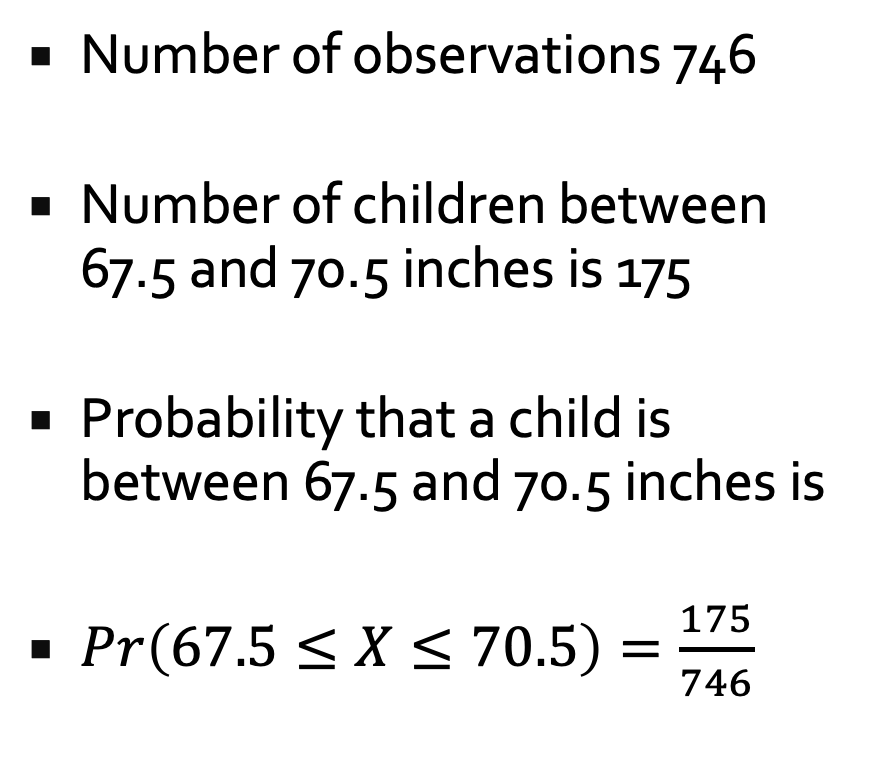 ▪ Number of observations 746
▪ Number of children between
67.5 and 70.5 inches is 175
▪ Probability that a child is
between 67.5 and 70.5 inches is
▪ Pr(67.5 ≤ X ≤ 70.5) = 175/746